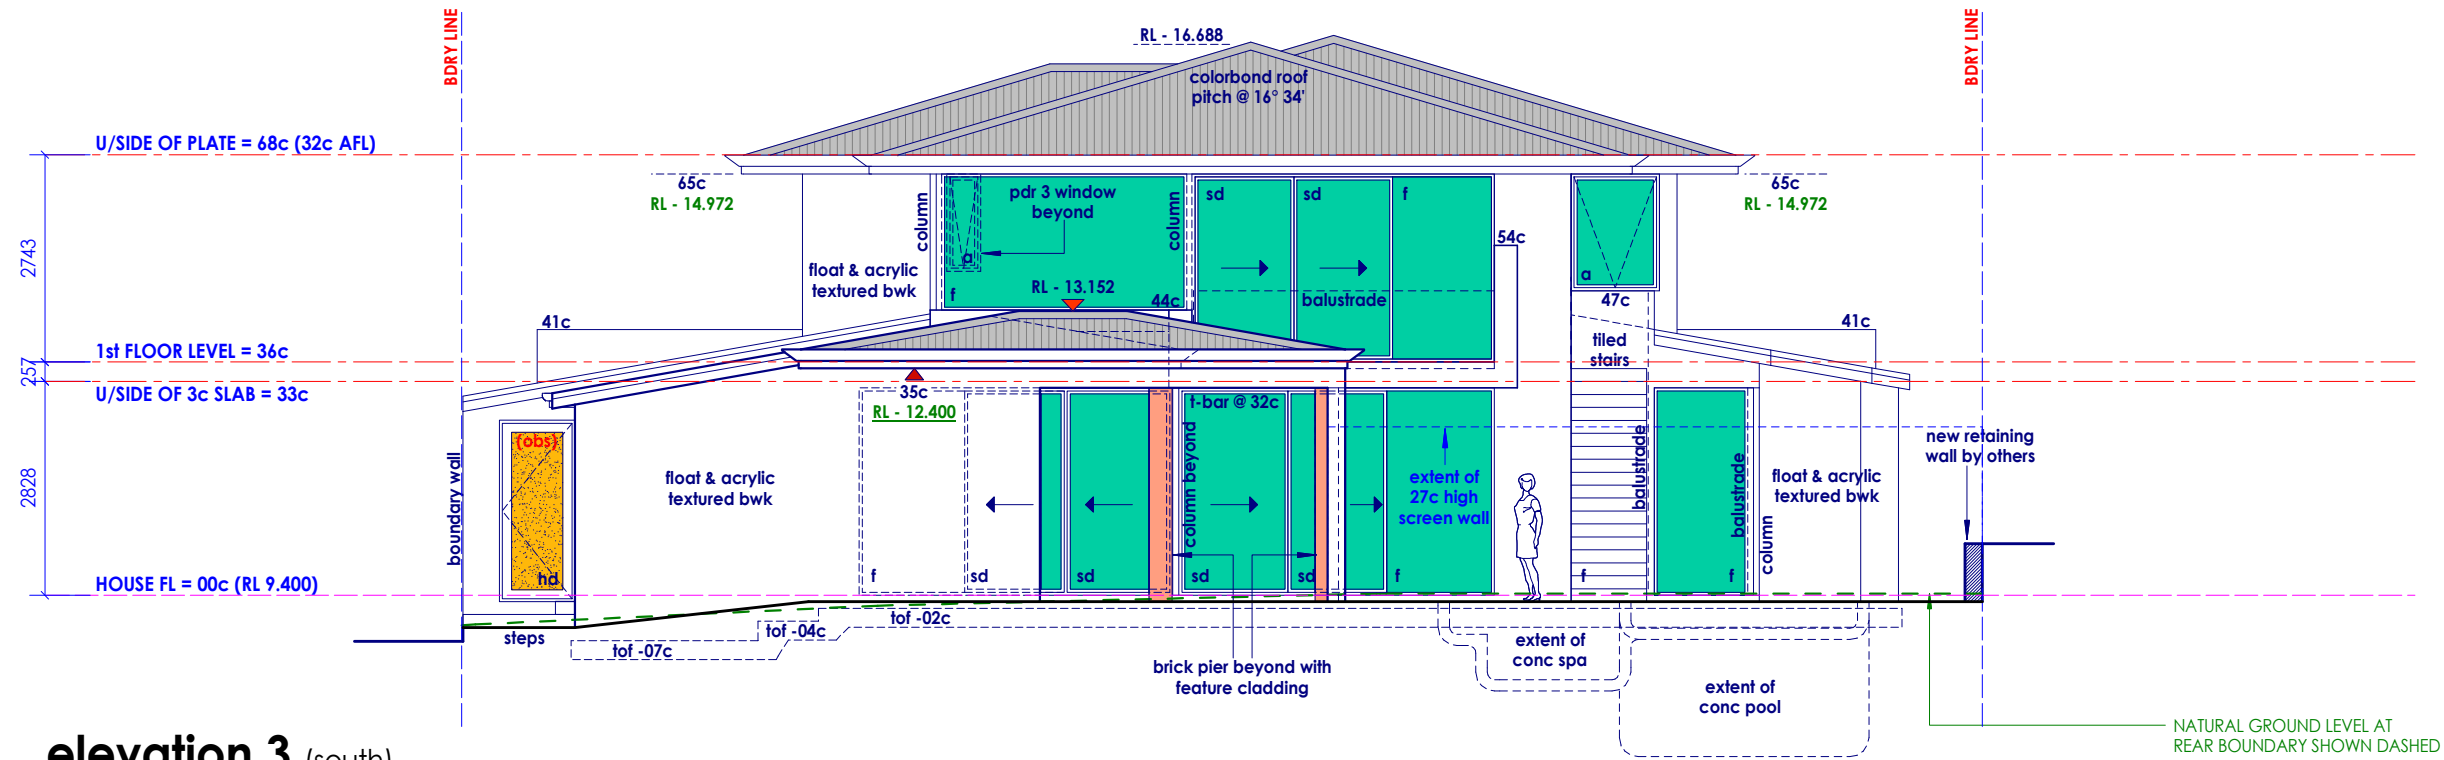 BDRY LINE
BDRY LINE
RL - 16.688
colorbond roof
pitch @ 16° 34'
U/SIDE OF PLATE = 68c (32c AFL)
65c
RL - 14.972
65c
RL - 14.972
2743
column
pdr 3 window
beyond
column
sd
sd
f
54c
float & acrylic
textured bwk
a
f
RL - 13.152
44c
balustrade
a
47c
41c
41c
tiled
stairs
1st FLOOR LEVEL = 36c
257
U/SIDE OF 3c SLAB = 33c
35c
RL - 12.400
t-bar @ 32c
2828
boundary wall
(obs)
hd
float & acrylic
textured bwk
f
sd
sd
column beyond
sd
sd
extent of
27c high
screen wall
f
f
balustrade
balustrade
f
column
float & acrylic
textured bwk
new retaining
wall by others
HOUSE FL = 00c (RL 9.400)
steps
tof -07c
tof -04c
tof -02c
brick pier beyond with
feature cladding
extent of
conc spa
extent of
conc pool
NATURAL GROUND LEVEL AT
REAR BOUNDARY SHOWN DASHED
elevation 3 (south)